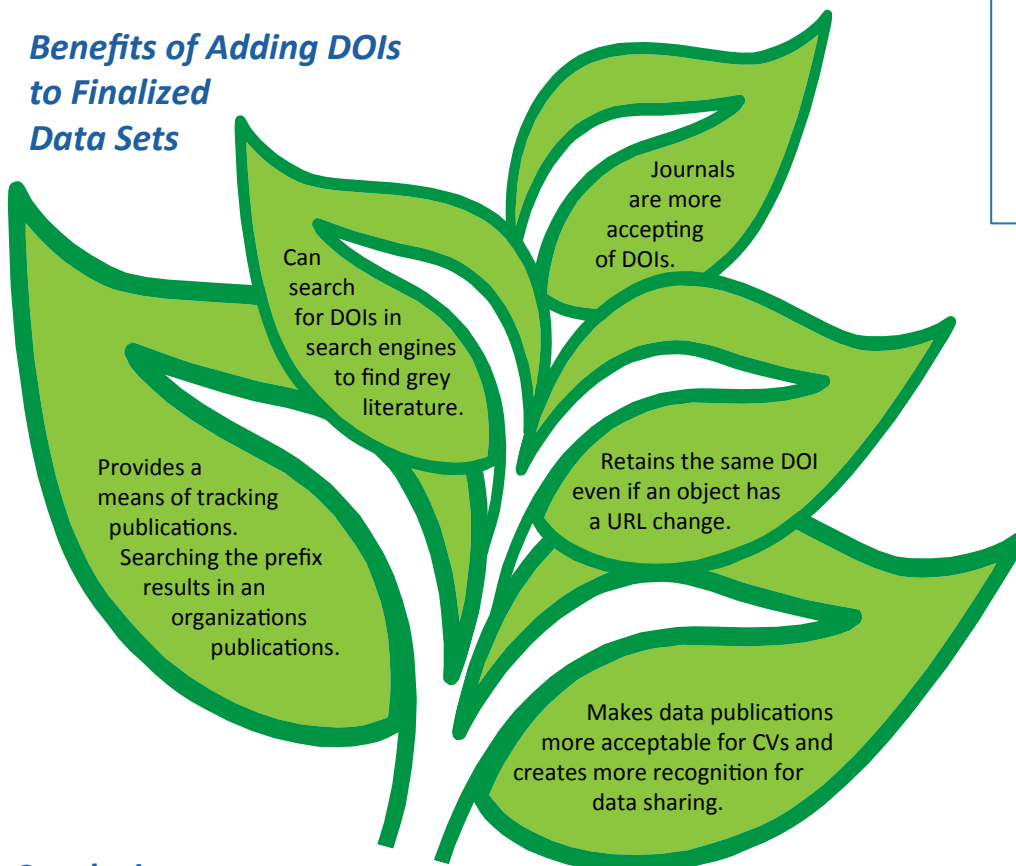 Benefits of Adding DOIs
to Finalized
Data Sets
Journals
are more
accepting
of DOIs.
Can
search
for DOIs in
search engines
to find grey
literature.
Retains the same DOI
even if an object has
a URL change.
Provides a
means of tracking
publications.
Searching the prefix
results in an
organizations
publications.
Makes data publications
more acceptable for CVs and
creates more recognition for
data sharing.